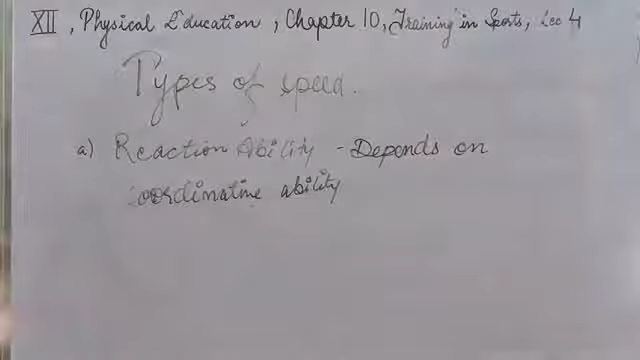 XII, Physical Education, Chapter 10, Training in Sports, Lec 4
Types of speed.
a) Reaction Ability - Depends on
coordinative ability